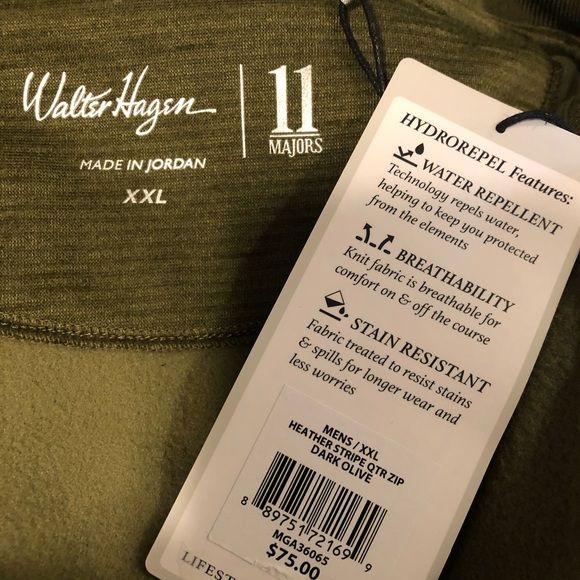 Walter Hagen
11
MAJORS
MADE IN JORDAN
XXL
HYDROREPEL Features:
WATER REPELLENT
Technology repels water,
helping to keep you protected
from the elements
BREATHABILITY
Knit fabric is breathable for
comfort on & off the course
STAIN RESISTANT
Fabric treated to resist stains
& spills for longer wear and
less worries
MENS / XXL
HEATHER STRIPE QTR ZIP
DARK OLIVE
8 89751 72169 9
MGA36065
$75.00